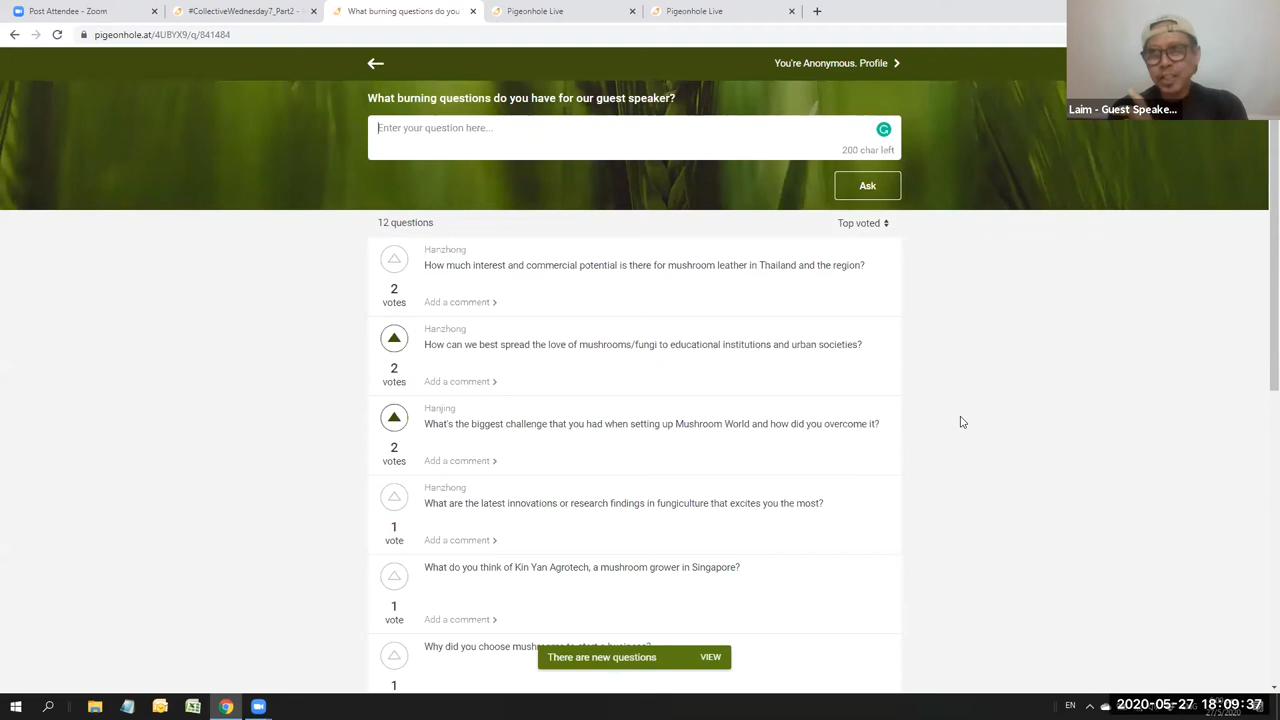 Post Attendee - Zoom
#CollectiveWednesday7_Part2 -
What burning questions do you
Pigeonhole Live
Pigeonhole Live
pigeonhole.at/4UBYX9/q/841484
You're Anonymous. Profile
Laim - Guest Speake...
What burning questions do you have for our guest speaker?
Enter your question here...
200 char left
Ask
12 questions
Top voted
Hanzhong
How much interest and commercial potential is there for mushroom leather in Thailand and the region?
2
votes
Add a comment
Hanzhong
How can we best spread the love of mushrooms/fungi to educational institutions and urban societies?
2
votes
Add a comment
Hanjing
What's the biggest challenge that you had when setting up Mushroom World and how did you overcome it?
2
votes
Add a comment
Hanzhong
What are the latest innovations or research findings in fungiculture that excites you the most?
1
vote
Add a comment
What do you think of Kin Yan Agrotech, a mushroom grower in Singapore?
1
vote
Add a comment
Why did you choose mushrooms to start a business?
1
There are new questions
VIEW
EN
2020-05-27 18:09:37